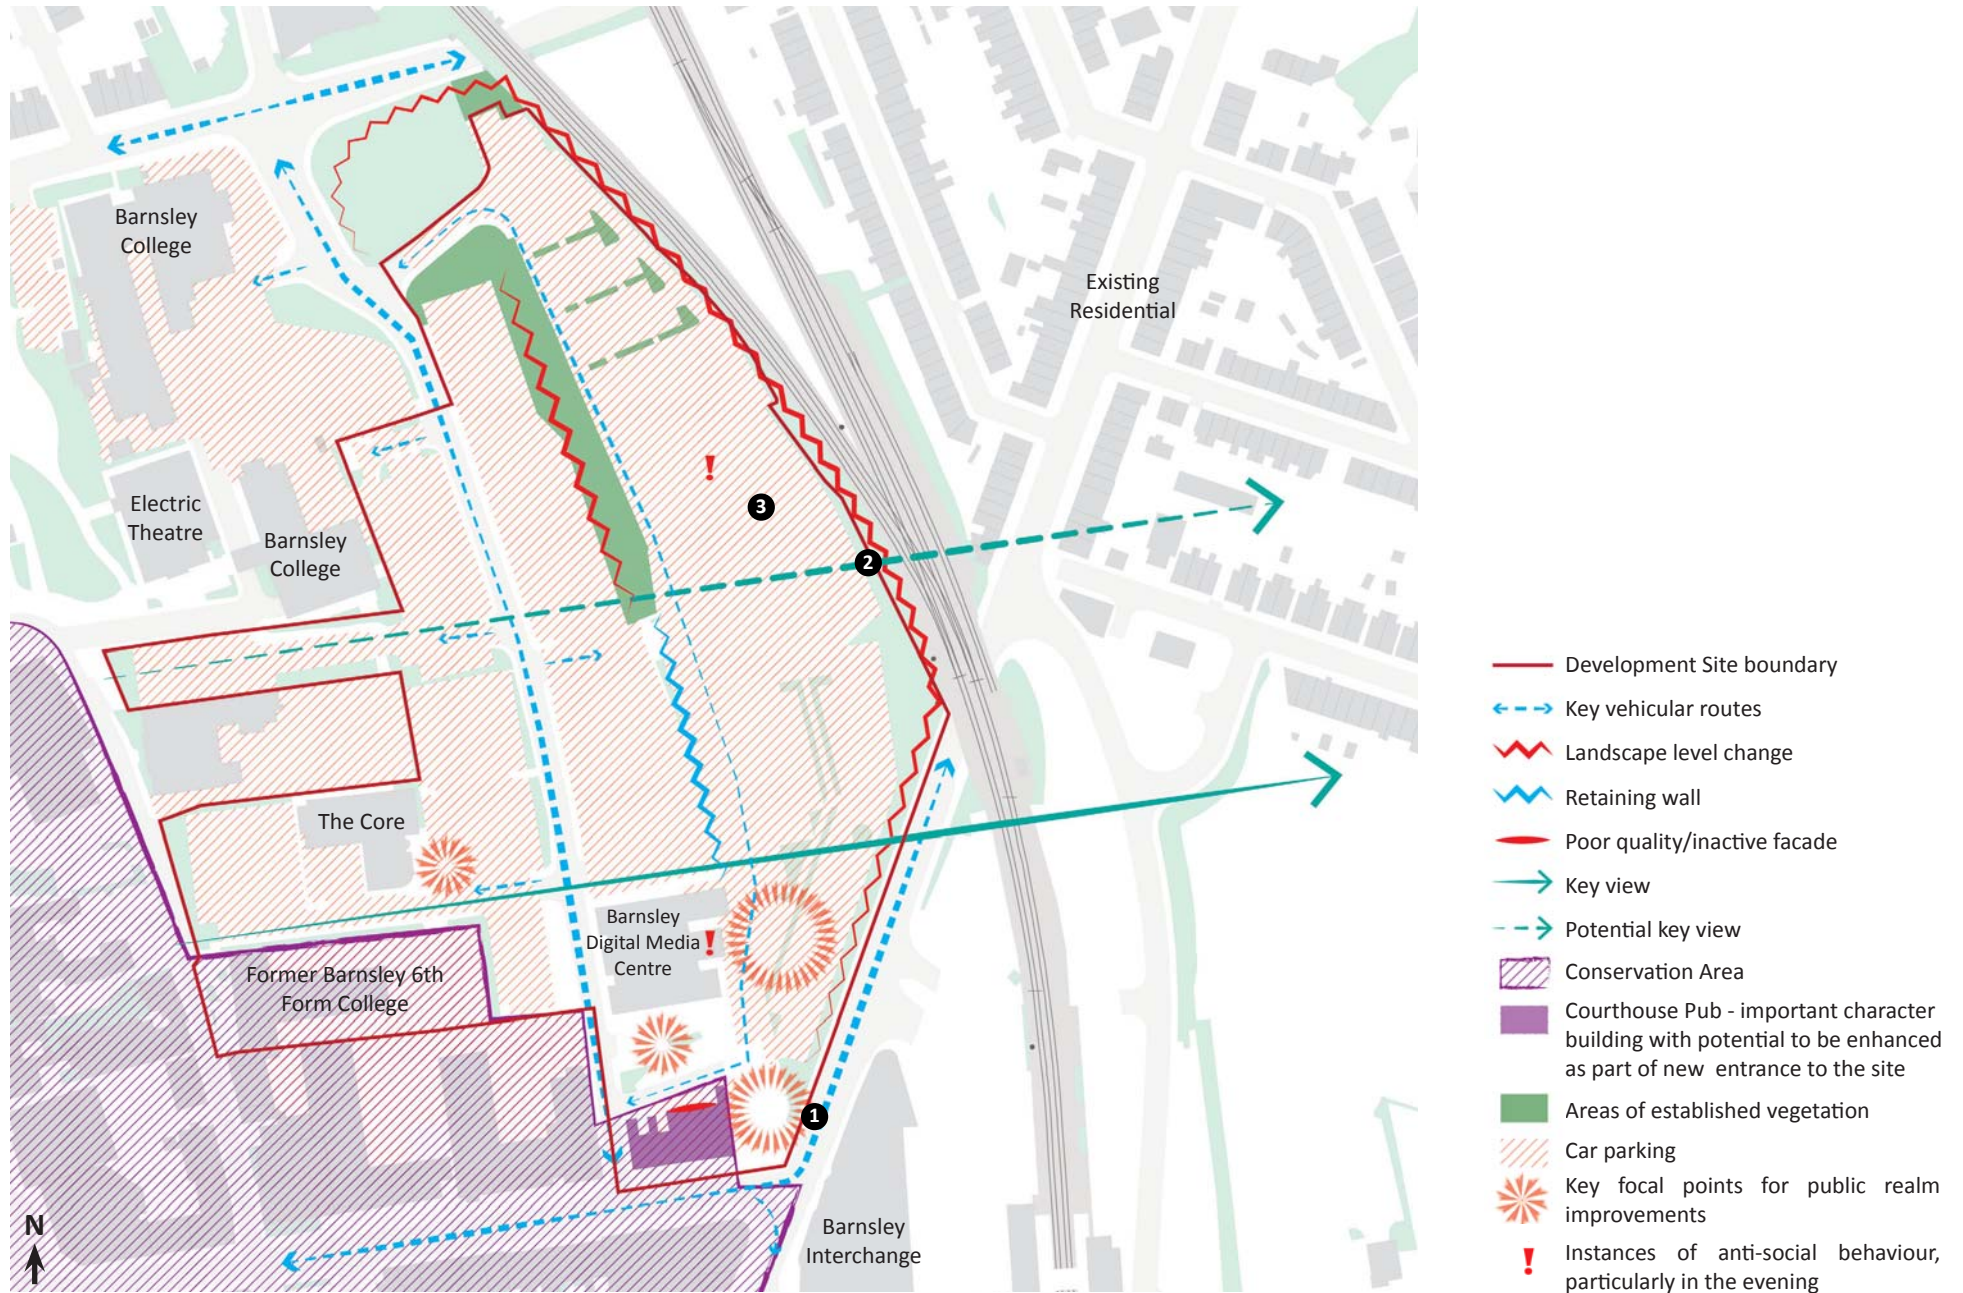 Barnsley
College
Existing
Residential
Electric
Theatre
Barnsley
College
3
2
The Core
Barnsley
Digital Media
Centre
!
!
Former Barnsley 6th
Form College
1
Barnsley
Interchange
N
Development Site boundary
Key vehicular routes
Landscape level change
Retaining wall
Poor quality/inactive facade
Key view
Potential key view
Conservation Area
Courthouse Pub - important character
building with potential to be enhanced
as part of new entrance to the site
Areas of established vegetation
Car parking
Key focal points for public realm
improvements
! Instances of anti-social behaviour,
particularly in the evening